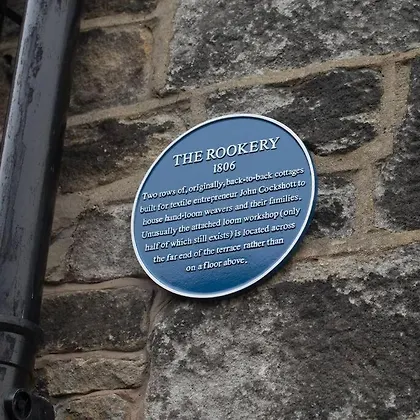 THE ROOKERY
1806
Two rows of, originally, back-to-back cottages
built for textile entrepreneur John Cockshott to
house hand-loom weavers and their families.
Unusually the attached loom workshop (only
half of which still exists) is located across
the far end of the terrace rather than
on a floor above.